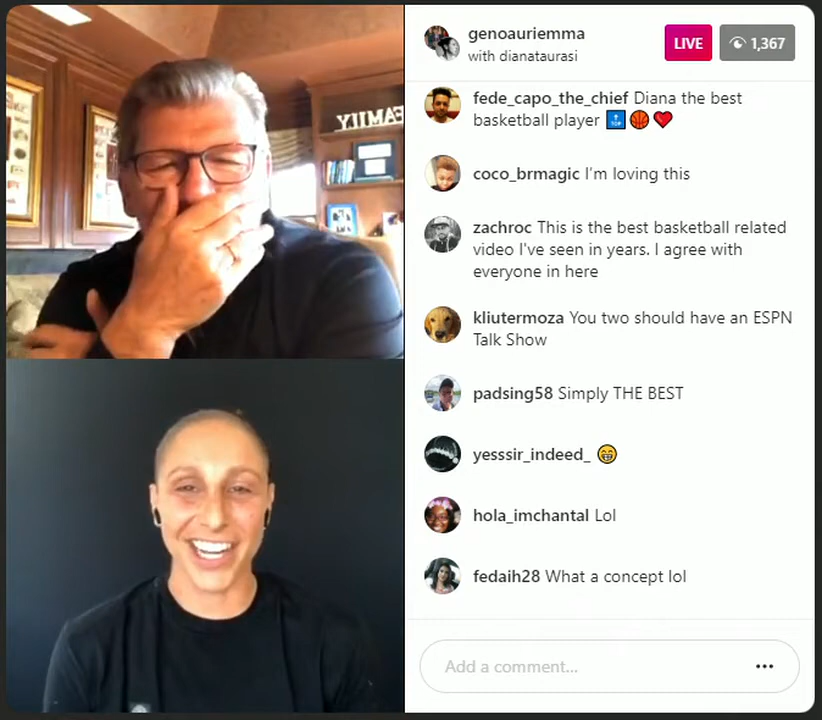 FAMILY
genoauriemma
with dianataurasi
LIVE
1,367
fede_capo_the_chief Diana the best
basketball player 🔝🏀❤️
coco_brmagic I'm loving this
zachroc This is the best basketball related
video I've seen in years. I agree with
everyone in here
kliutermoza You two should have an ESPN
Talk Show
padsing58 Simply THE BEST
yesssir_indeed_ 😁
hola_imchantal Lol
fedaih28 What a concept lol
Add a comment...